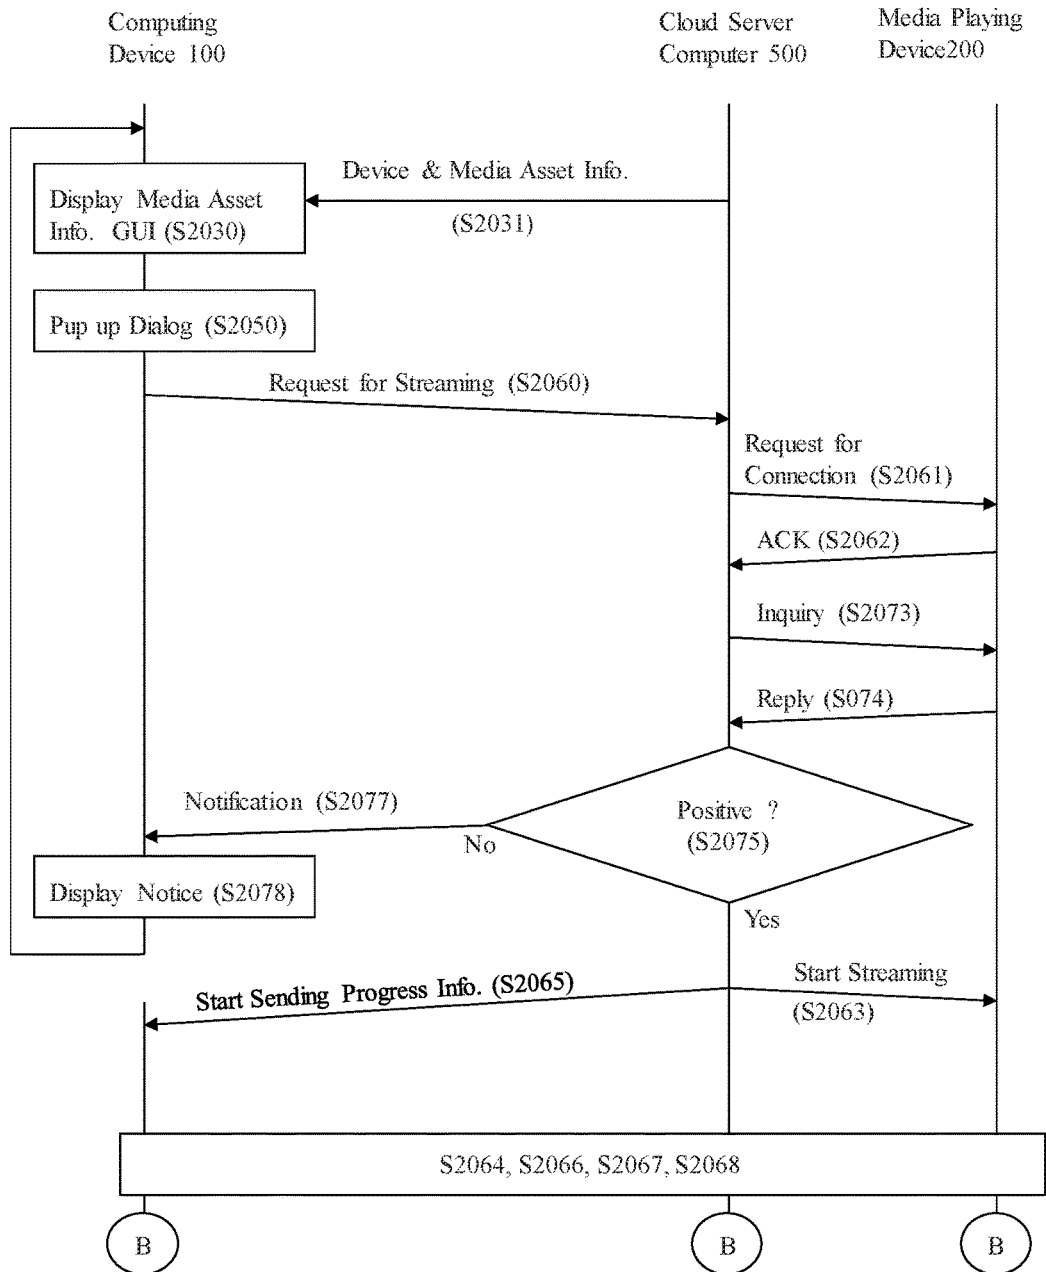 Computing
Device 100
Cloud Server
Computer 500
Media Playing
Device200
Device & Media Asset Info.
(S2031)
Display Media Asset
Info. GUI (S2030)
Pup up Dialog (S2050)
Request for Streaming (S2060)
Request for
Connection (S2061)
ACK (S2062)
Inquiry (S2073)
Reply (S074)
Notification (S2077)
Positive ?
(S2075)
No
Display Notice (S2078)
Yes
Start Sending Progress Info. (S2065)
Start Streaming
(S2063)
S2064, S2066, S2067, S2068
B
B
B